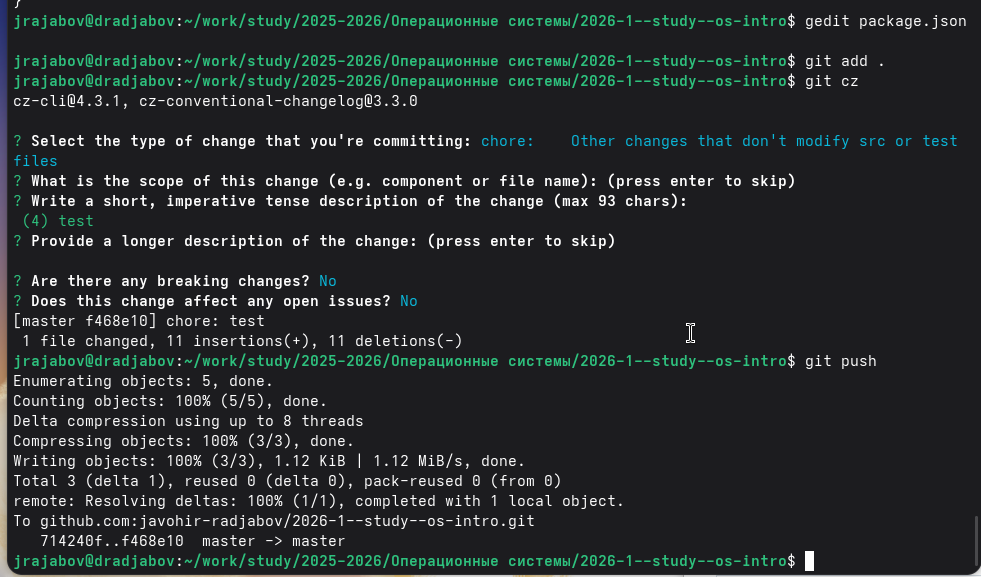 }
jrajabov@dradjabov:~/work/study/2025-2026/Операционные системы/2026-1--study--os-intro$ gedit package.json
jrajabov@dradjabov:~/work/study/2025-2026/Операционные системы/2026-1--study--os-intro$ git add .
jrajabov@dradjabov:~/work/study/2025-2026/Операционные системы/2026-1--study--os-intro$ git cz
cz-cli@4.3.1, cz-conventional-changelog@3.3.0
? Select the type of change that you're committing: chore:    Other changes that don't modify src or test
files
? What is the scope of this change (e.g. component or file name): (press enter to skip)
? Write a short, imperative tense description of the change (max 93 chars):
 (4) test
? Provide a longer description of the change: (press enter to skip)
? Are there any breaking changes? No
? Does this change affect any open issues? No
[master f468e10] chore: test
 1 file changed, 11 insertions(+), 11 deletions(-)
jrajabov@dradjabov:~/work/study/2025-2026/Операционные системы/2026-1--study--os-intro$ git push
Enumerating objects: 5, done.
Counting objects: 100% (5/5), done.
Delta compression using up to 8 threads
Compressing objects: 100% (3/3), done.
Writing objects: 100% (3/3), 1.12 KiB | 1.12 MiB/s, done.
Total 3 (delta 1), reused 0 (delta 0), pack-reused 0 (from 0)
remote: Resolving deltas: 100% (1/1), completed with 1 local object.
To github.com:javohir-radjabov/2026-1--study--os-intro.git
   714240f..f468e10  master -> master
jrajabov@dradjabov:~/work/study/2025-2026/Операционные системы/2026-1--study--os-intro$